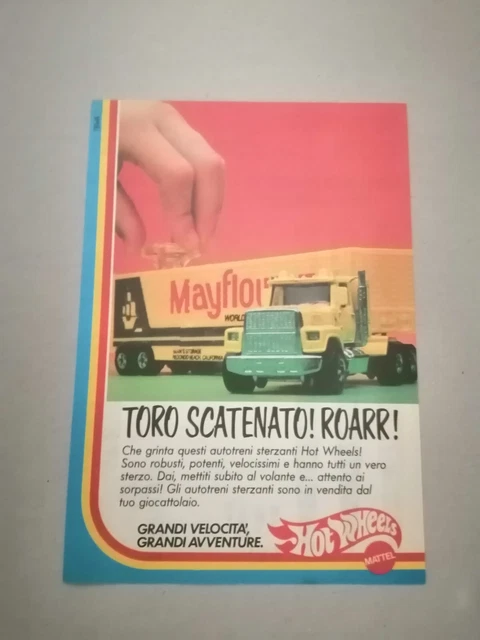 Mayflo
WORL
TORO SCATENATO! ROARR!
Che grinta questi autotreni sterzanti Hot Wheels!
Sono robusti, potenti, velocissimi e hanno tutti un vero
sterzo. Dai, mettiti subito al volante e... attento ai
sorpassi! Gli autotreni sterzanti sono in vendita dal
tuo giocattolaio.
GRANDI VELOCITA',
GRANDI AVVENTURE.
HOT WHEELS
MATTEL